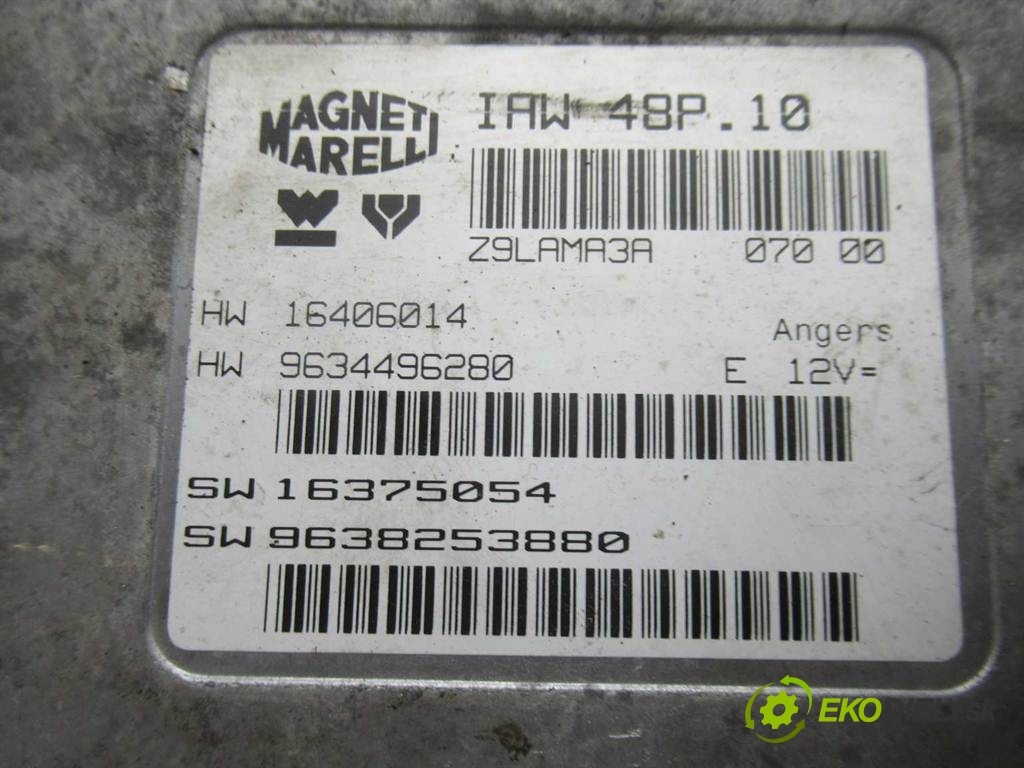 MAGNETI
MARELLI
IAW 48P.10
Z9LAMA3A 070 00
HW 16406014
Angers
HW 9634496280 E 12V=
SW 16375054
SW 9638253880
EKO